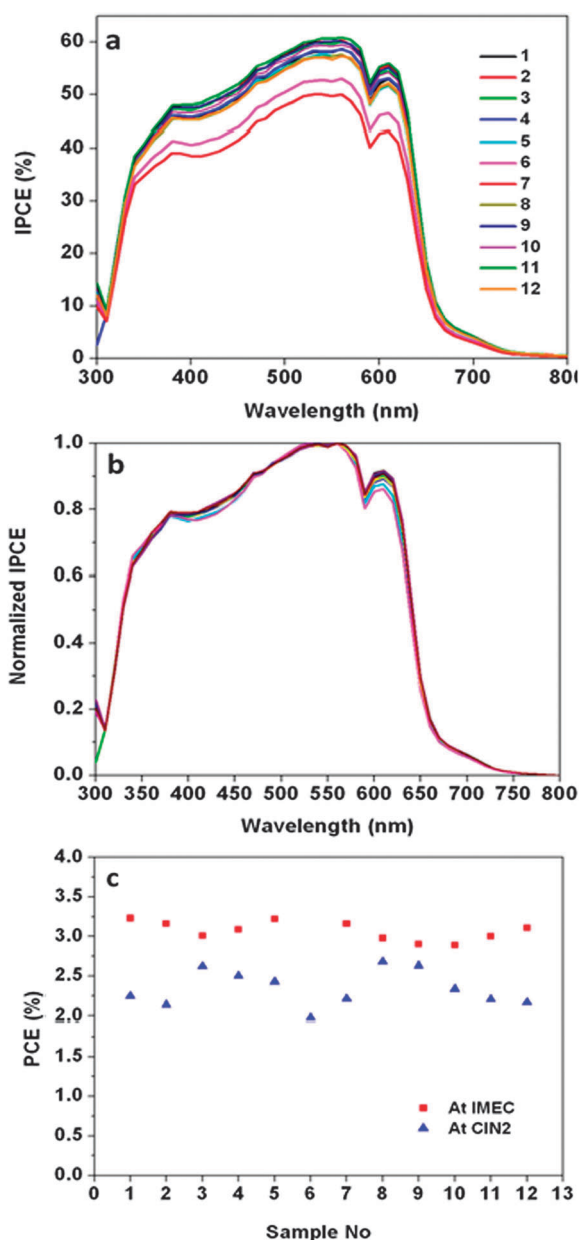 a
60
50
40
30
20
10
0
IPCE (%)
1
2
3
4
5
6
7
8
9
10
11
12
300 400 500 600 700 800
Wavelength (nm)
b
1.0
0.8
0.6
0.4
0.2
0.0
Normalized IPCE
300 350 400 450 500 550 600 650 700 750 800
Wavelength (nm)
c
4.0
3.5
3.0
2.5
2.0
1.5
1.0
0.5
0.0
PCE (%)
At IMEC
At CIN2
0 1 2 3 4 5 6 7 8 9 10 11 12 13
Sample No